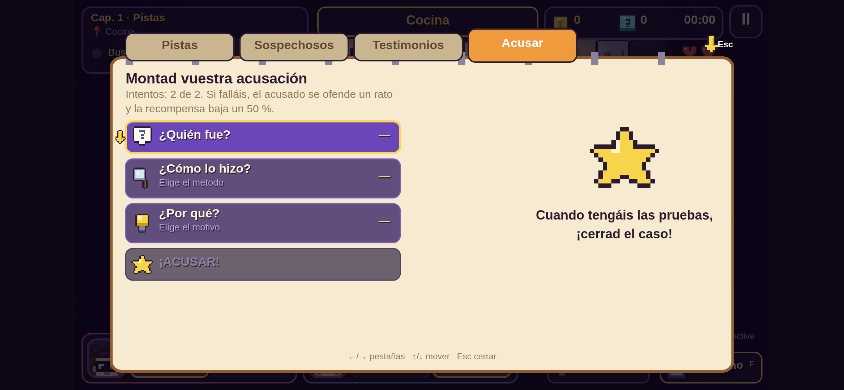 Cap. 1 · Pistas
Cocina
0
0
00:00
Cocina
Pistas
Sospechosos
Testimonios
Acusar
Esc
Montad vuestra acusación
Intentos: 2 de 2. Si falláis, el acusado se ofende un rato
y la recompensa baja un 50 %.
¿Quién fue?
—
¿Cómo lo hizo?
Elige el método
—
¿Por qué?
Elige el motivo
—
¡ACUSAR!
Cuando tengáis las pruebas,
¡cerrad el caso!
←/→ pestañas ↑/↓ mover Esc cerrar
F